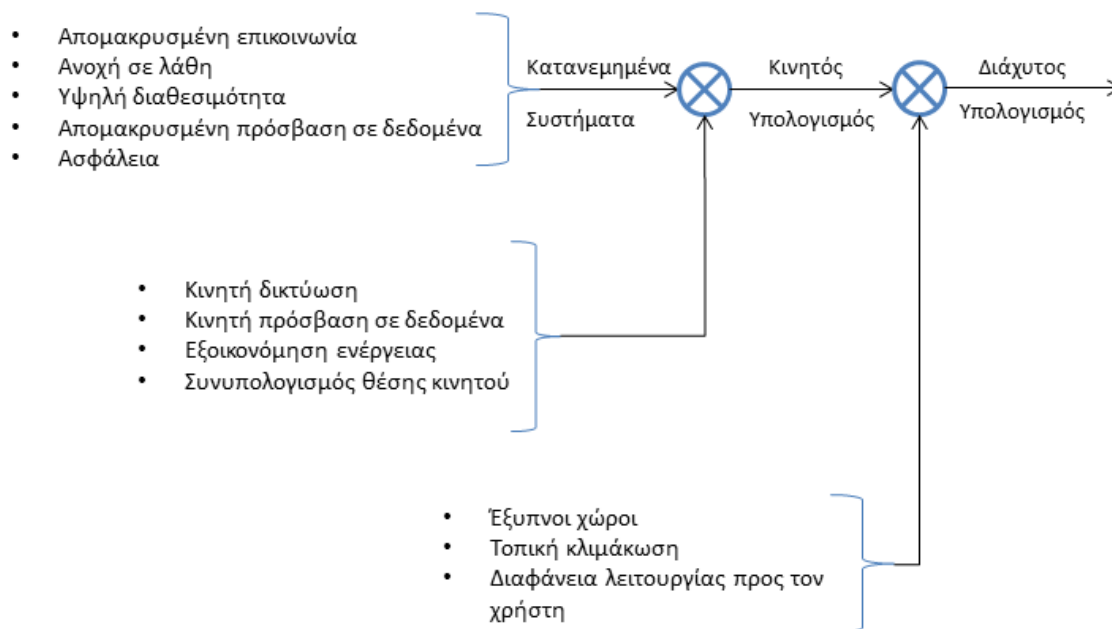 • Απομακρυσμένη επικοινωνία
• Ανοχή σε λάθη
• Υψηλή διαθεσιμότητα
• Απομακρυσμένη πρόσβαση σε δεδομένα
• Ασφάλεια
Κατανεμημένα
Συστήματα
Κινητός
Υπολογισμός
Διάχυτος
Υπολογισμός
• Κινητή δικτύωση
• Κινητή πρόσβαση σε δεδομένα
• Εξοικονόμηση ενέργειας
• Συνυπολογισμός θέσης κινητού
• Έξυπνοι χώροι
• Τοπική κλιμάκωση
• Διαφάνεια λειτουργίας προς τον
χρήστη